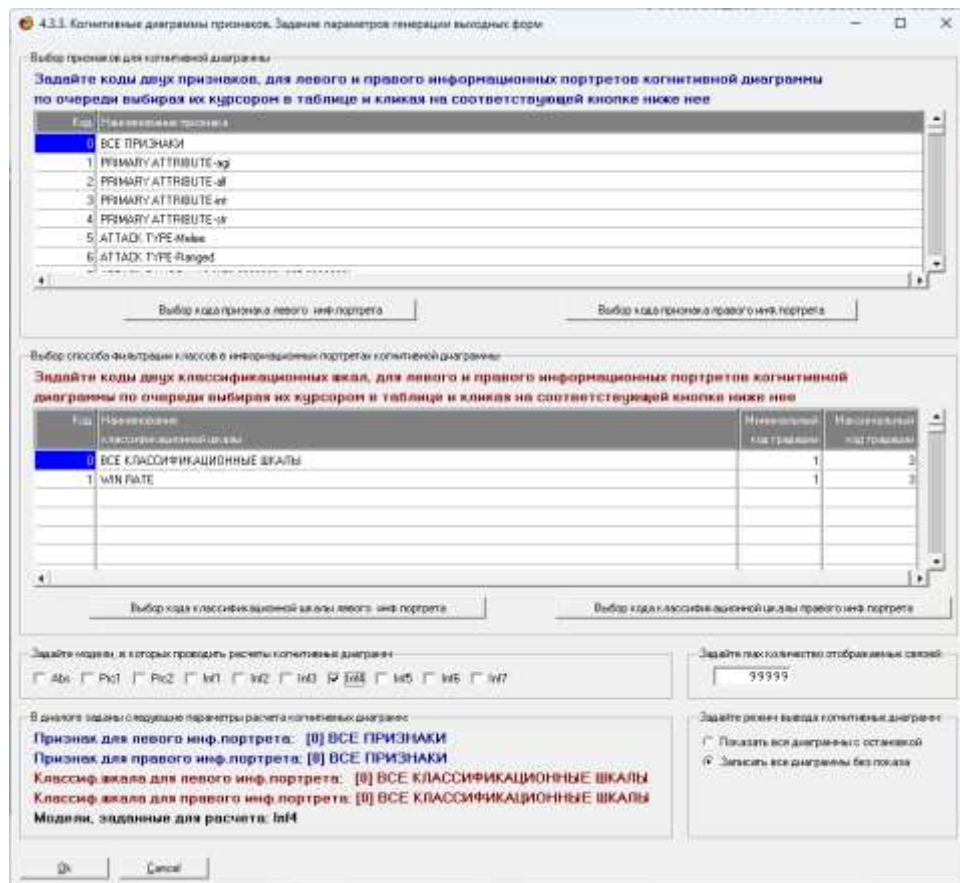 4.3.3. Когнитивные диаграммы признаков. Задание параметров генерации выходных форм
Выбор признаков для когнитивной диаграммы
Задайте коды двух признаков, для левого и правого информационных портретов когнитивной диаграммы
по очереди выбирая их курсором в таблице и кликая на соответствующей кнопке ниже нее
Код Наименование признака
0 ВСЕ ПРИЗНАКИ
1 PRIMARY ATTRIBUTE-agi
2 PRIMARY ATTRIBUTE-all
3 PRIMARY ATTRIBUTE-int
4 PRIMARY ATTRIBUTE-str
5 ATTACK TYPE-Melee
6 ATTACK TYPE-Ranged
Выбор кода признака левого инф.портрета Выбор кода признака правого инф.портрета
Выбор способа фильтрации классов в информационных портретах когнитивной диаграммы
Задайте коды двух классификационных шкал, для левого и правого информационных портретов когнитивной
диаграммы по очереди выбирая их курсором в таблице и кликая на соответствующей кнопке ниже нее
Код Наименование классификационной шкалы Минимальный код градации Максимальный код градации
0 ВСЕ КЛАССИФИКАЦИОННЫЕ ШКАЛЫ 1 3
1 WIN RATE 1 3
Выбор кода классификационной шкалы левого инф.портрета Выбор кода классификационной шкалы правого инф.портрета
Задайте модели, в которых проводить расчеты когнитивных диаграмм
Abs Prc1 Prc2 Inf1 Inf2 Inf3 Inf4 Inf5 Inf6 Inf7
Задайте max количество отображаемых связей
99999
В диалоге заданы следующие параметры расчета когнитивных диаграмм
Признак для левого инф.портрета: [0] ВСЕ ПРИЗНАКИ
Признак для правого инф.портрета: [0] ВСЕ ПРИЗНАКИ
Классиф.шкала для левого инф.портрета: [0] ВСЕ КЛАССИФИКАЦИОННЫЕ ШКАЛЫ
Классиф.шкала для правого инф.портрета: [0] ВСЕ КЛАССИФИКАЦИОННЫЕ ШКАЛЫ
Модели, заданные для расчета: Inf4
Задайте режим вывода когнитивных диаграмм
Показать все диаграммы с остановкой
Записать все диаграммы без показа
Ok Cancel